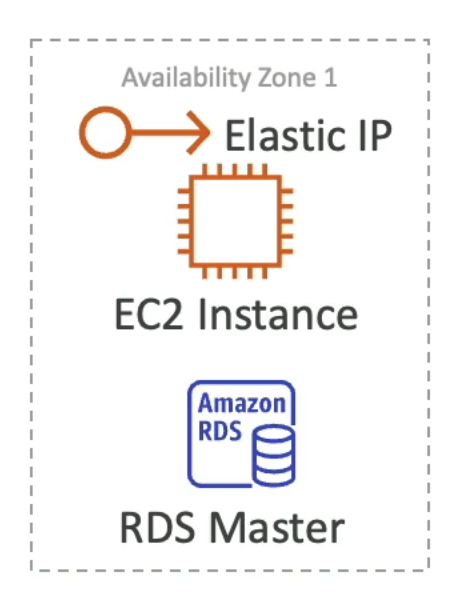 Availability Zone 1
Elastic IP
EC2 Instance
Amazon
RDS
RDS Master